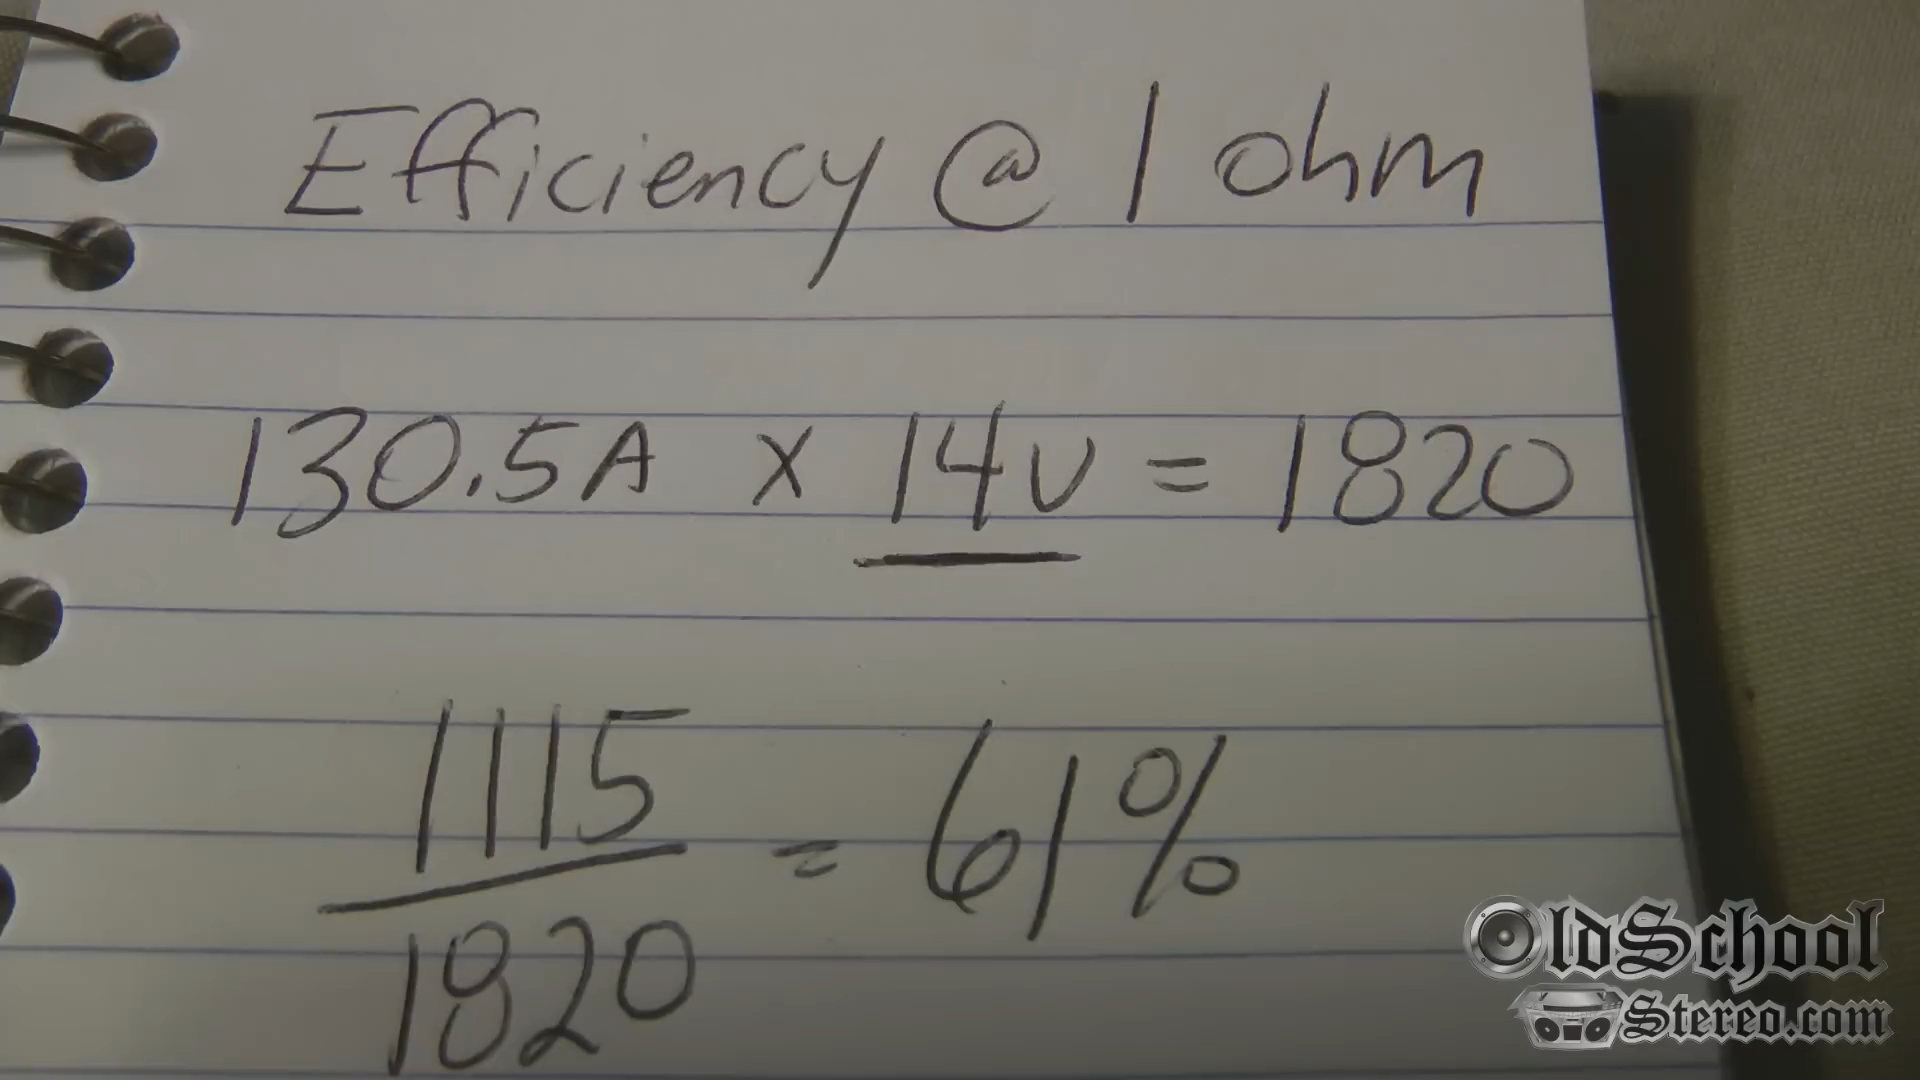 Efficiency @ 1 ohm
130.5A x 14v = 1820
1115
1820
= 61%
OldSchool
Stereo.com